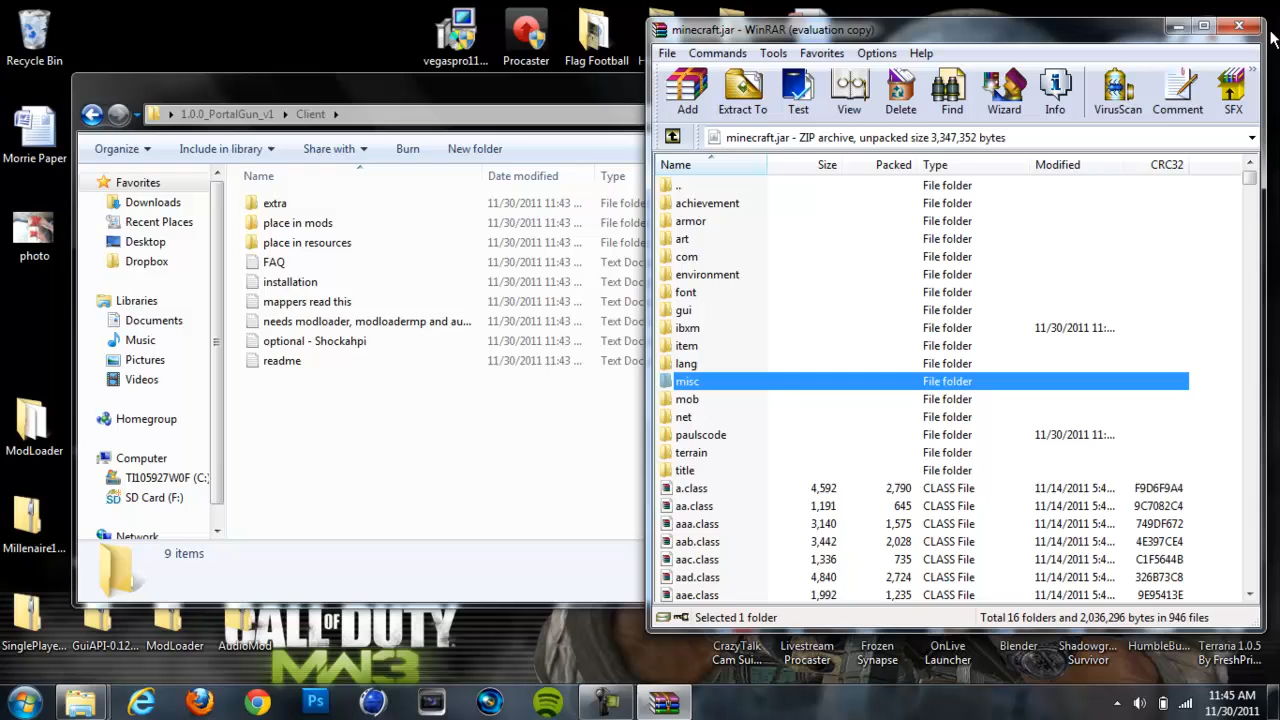 Recycle Bin
Morrie Paper
photo
ModLoader
Millenaire1...
SinglePlaye...
GuiAPI-0.12...
ModLoader
AudioMod
vegaspro11...
Procaster
Flag Football
1.0.0_PortalGun_v1
Client
Organize
Include in library
Share with
Burn
New folder
Favorites
Downloads
Recent Places
Desktop
Dropbox
Libraries
Documents
Music
Pictures
Videos
Homegroup
Computer
TI105927W0F (C:)
SD Card (F:)
Network
Name Date modified Type
extra 11/30/2011 11:43 ... File folde
place in mods 11/30/2011 11:43 ... File folde
place in resources 11/30/2011 11:43 ... File folde
FAQ 11/30/2011 11:43 ... Text Doc
installation 11/30/2011 11:43 ... Text Doc
mappers read this 11/30/2011 11:43 ... Text Doc
needs modloader, modloadermp and au... 11/30/2011 11:43 ... Text Doc
optional - Shockahpi 11/30/2011 11:43 ... Text Doc
readme 11/30/2011 11:43 ... Text Doc
9 items
minecraft.jar - WinRAR (evaluation copy)
File Commands Tools Favorites Options Help
Add Extract To Test View Delete Find Wizard Info VirusScan Comment SFX
minecraft.jar - ZIP archive, unpacked size 3,347,352 bytes
Name Size Packed Type Modified CRC32
.. File folder
achievement File folder
armor File folder
art File folder
com File folder
environment File folder
font File folder
gui File folder
ibxm File folder 11/30/2011 11:...
item File folder
lang File folder
misc File folder
mob File folder
net File folder
paulscode File folder 11/30/2011 11:...
terrain File folder
title File folder
a.class 4,592 2,790 CLASS File 11/14/2011 5:4... F9D6F9A4
aa.class 1,191 645 CLASS File 11/14/2011 5:4... 9C7082C4
aaa.class 3,140 1,575 CLASS File 11/14/2011 5:4... 749DF672
aab.class 3,442 2,028 CLASS File 11/14/2011 5:4... 4E397CE4
aac.class 1,336 735 CLASS File 11/14/2011 5:4... C1F5644B
aad.class 4,840 2,724 CLASS File 11/14/2011 5:4... 326B73C8
aae.class 1,992 1,235 CLASS File 11/14/2011 5:4... 9E95413E
Selected 1 folder
Total 16 folders and 2,036,296 bytes in 946 files
CALL OF DUTY
MW3
CrazyTalk
Cam Sui...
Livestream
Procaster
Frozen
Synapse
OnLive
Launcher
Blender
Shadowgr...
Survivor
HumbleBu...
Terraria 1.0.5
By FreshPri...
Ps
11:45 AM
11/30/2011